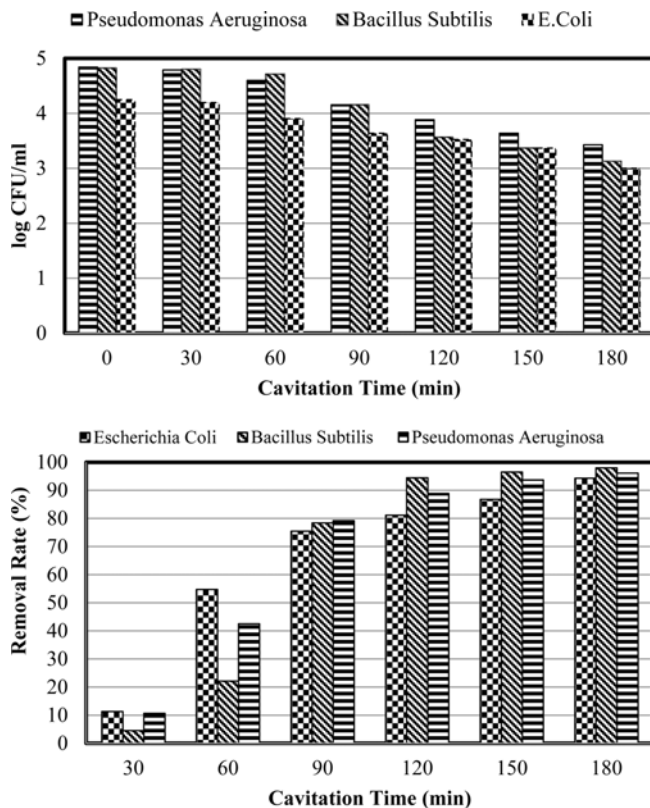 Pseudomonas Aeruginosa Bacillus Subtilis E.Coli
5
4
3
2
1
0
log CFU/ml
0 30 60 90 120 150 180
Cavitation Time (min)
Escherichia Coli Bacillus Subtilis Pseudomonas Aeruginosa
100
90
80
70
60
50
40
30
20
10
0
Removal Rate (%)
30 60 90 120 150 180
Cavitation Time (min)